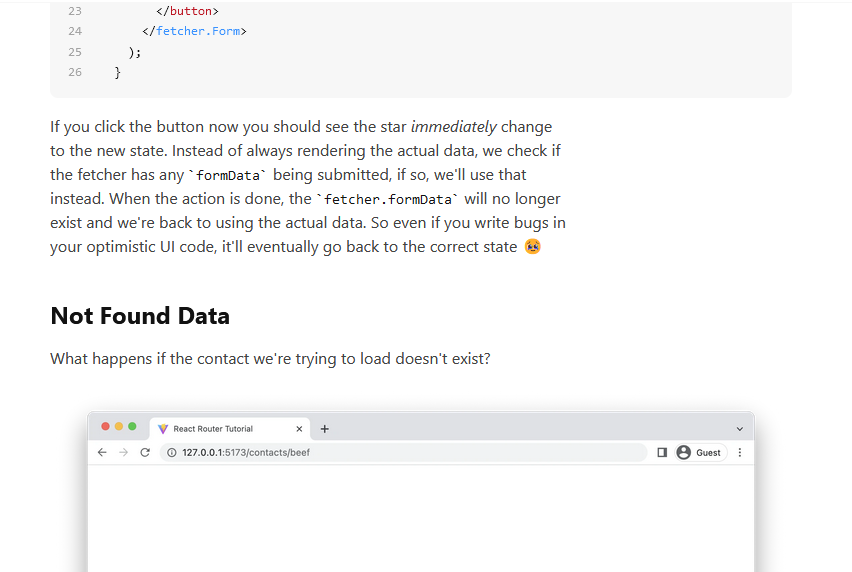 23 </button>
24 </fetcher.Form>
25 );
26 }
If you click the button now you should see the star immediately change
to the new state. Instead of always rendering the actual data, we check if
the fetcher has any `formData` being submitted, if so, we'll use that
instead. When the action is done, the `fetcher.formData` will no longer
exist and we're back to using the actual data. So even if you write bugs in
your optimistic UI code, it'll eventually go back to the correct state 🥹
Not Found Data
What happens if the contact we're trying to load doesn't exist?
React Router Tutorial
127.0.0.1:5173/contacts/beef Guest